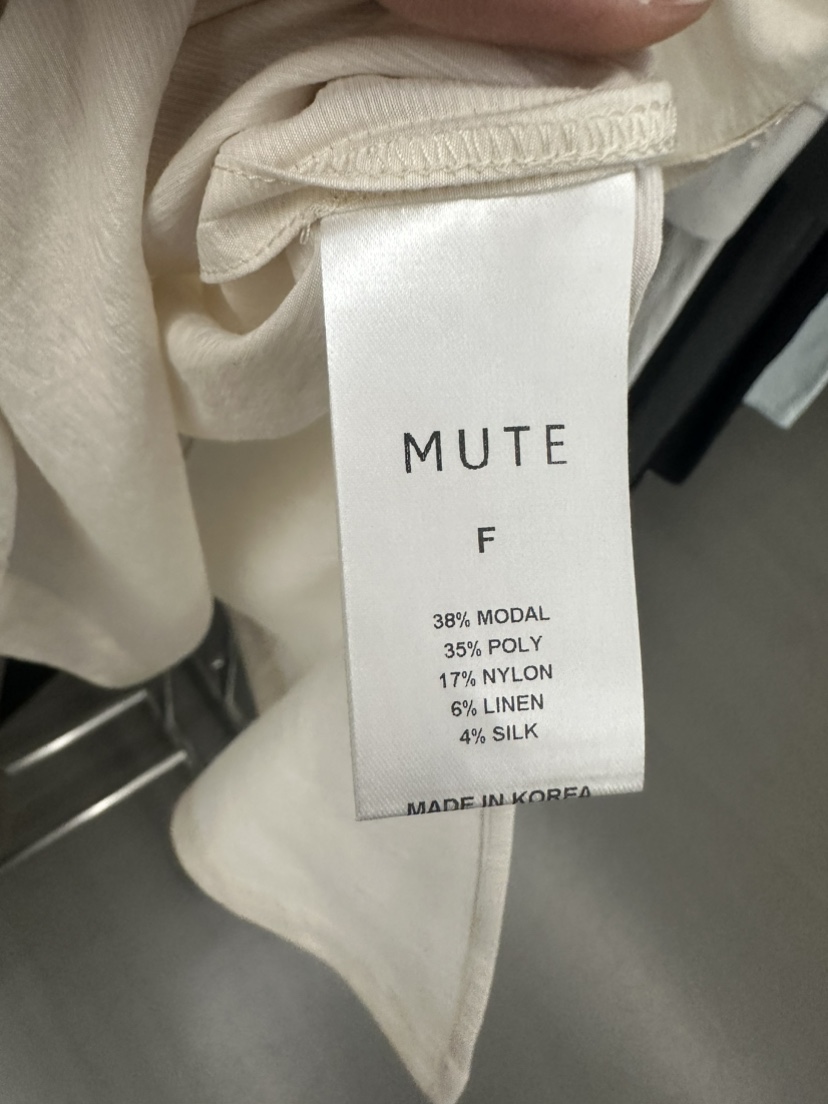 MUTE
F
38% MODAL
35% POLY
17% NYLON
6% LINEN
4% SILK
MADE IN KOREA